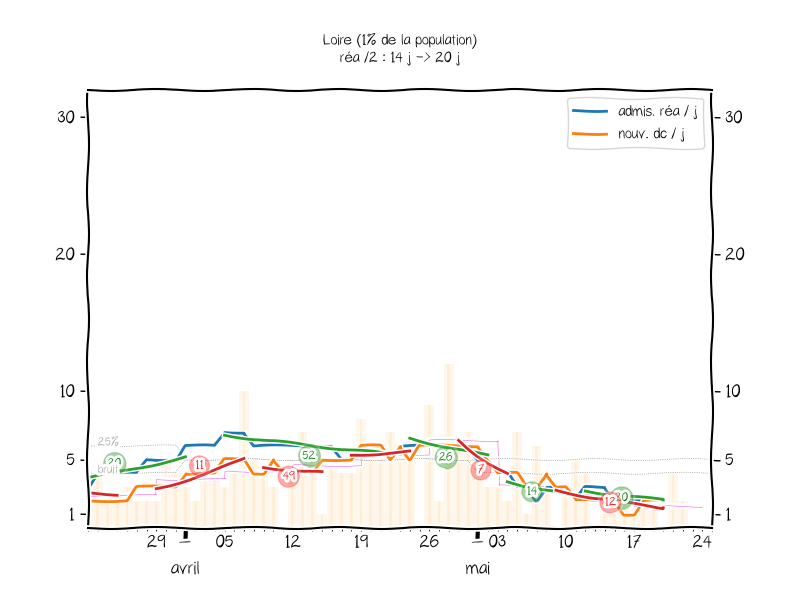 Loire (1% de la population)
réa /2 : 14 j -> 20 j
admis. réa / j
nouv. dc / j
30 30
20 20
10 10
5 5
1 1
25%
bruit
20
11
52
49
26
7
14
12
20
29 05 12 19 26 03 10 17 24
avril mai